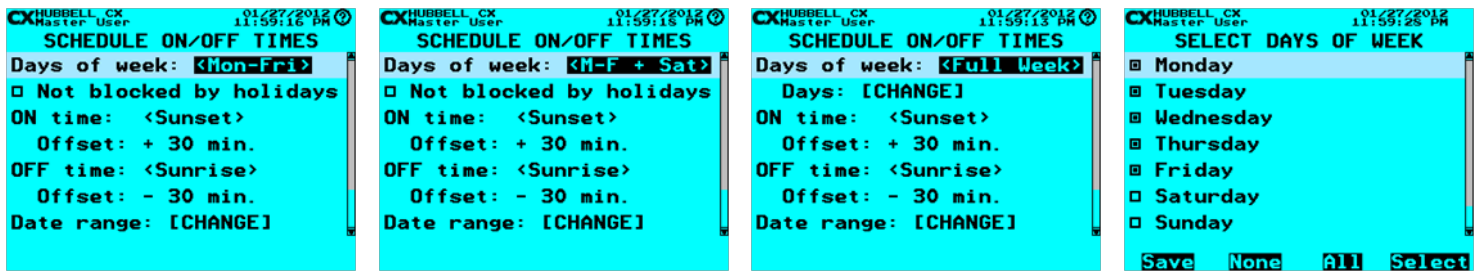 CX HUBBELL CX 01/27/2012
Master User 11:59:16 PM ?
SCHEDULE ON/OFF TIMES
Days of week: <Mon-Fri>
Not blocked by holidays
ON time: <Sunset>
Offset: + 30 min.
OFF time: <Sunrise>
Offset: - 30 min.
Date range: [CHANGE]
CX HUBBELL CX 01/27/2012
Master User 11:59:15 PM ?
SCHEDULE ON/OFF TIMES
Days of week: <M-F + Sat>
Not blocked by holidays
ON time: <Sunset>
Offset: + 30 min.
OFF time: <Sunrise>
Offset: - 30 min.
Date range: [CHANGE]
CX HUBBELL CX 01/27/2012
Master User 11:59:13 PM ?
SCHEDULE ON/OFF TIMES
Days of week: <Full Week>
Days: [CHANGE]
ON time: <Sunset>
Offset: + 30 min.
OFF time: <Sunrise>
Offset: - 30 min.
Date range: [CHANGE]
CX HUBBELL CX 01/27/2012
Master User 11:59:25 PM
SELECT DAYS OF WEEK
Monday
Tuesday
Wednesday
Thursday
Friday
Saturday
Sunday
Save None All Select